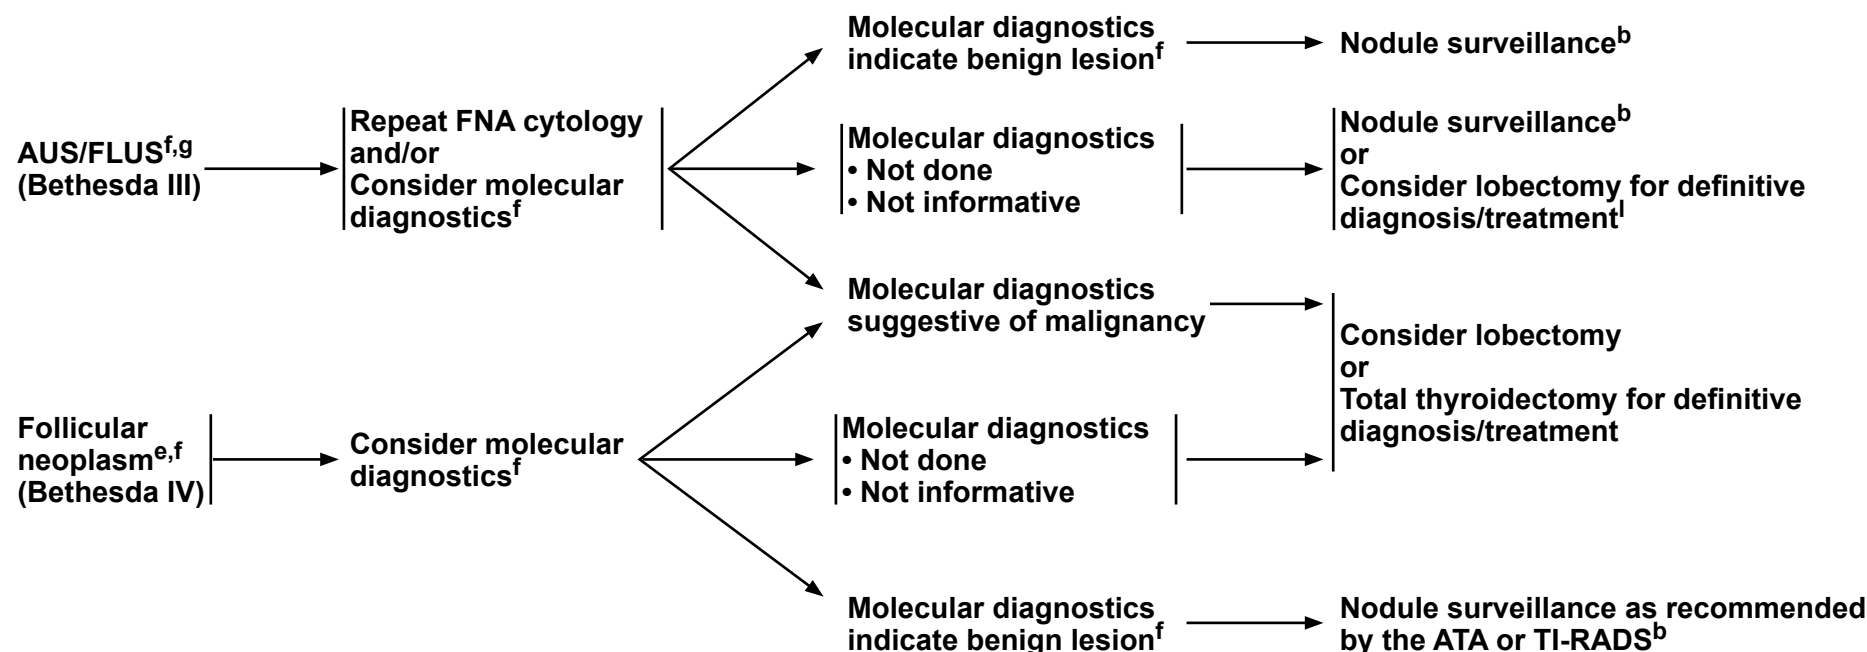 AUS/FLUSf,g
(Bethesda III)
Repeat FNA cytology
and/or
Consider molecular
diagnosticsf
Molecular diagnostics
indicate benign lesionf
Nodule surveillanceb
Molecular diagnostics
• Not done
• Not informative
Nodule surveillanceb
or
Consider lobectomy for definitive
diagnosis/treatmentl
Molecular diagnostics
suggestive of malignancy
Consider lobectomy
or
Total thyroidectomy for definitive
diagnosis/treatment
Follicular
neoplasme,f
(Bethesda IV)
Consider molecular
diagnosticsf
Molecular diagnostics
• Not done
• Not informative
Molecular diagnostics
indicate benign lesionf
Nodule surveillance as recommended
by the ATA or TI-RADSb